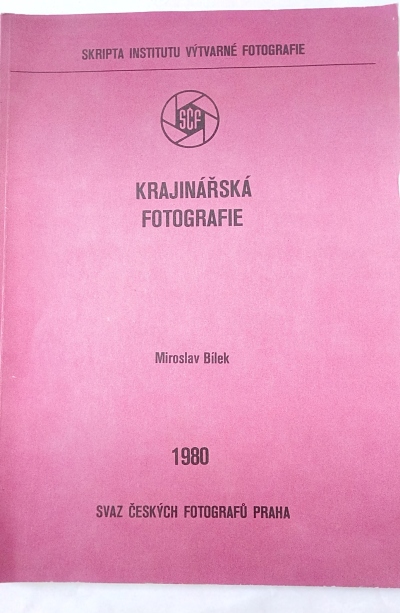 SKRIPTA INSTITUTU VÝTVARNÉ FOTOGRAFIE
SČF
KRAJINÁŘSKÁ
FOTOGRAFIE
Miroslav Bílek
1980
SVAZ ČESKÝCH FOTOGRAFŮ PRAHA